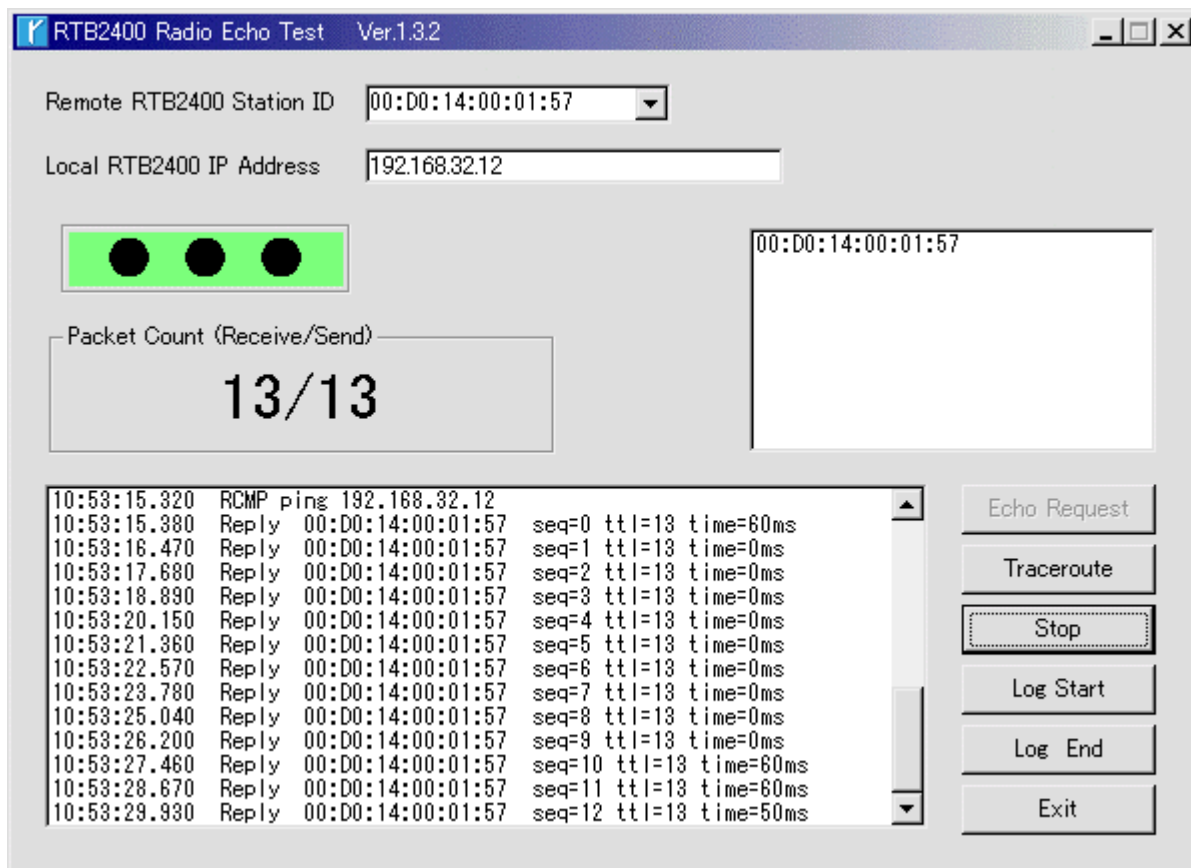 RTB2400 Radio Echo Test Ver.1.3.2
Remote RTB2400 Station ID 00:D0:14:00:01:57
Local RTB2400 IP Address 192.168.32.12
00:D0:14:00:01:57
Packet Count (Receive/Send)
13/13
10:53:15.320 RCMP ping 192.168.32.12
10:53:15.380 Reply 00:D0:14:00:01:57 seq=0 ttl=13 time=60ms
10:53:16.470 Reply 00:D0:14:00:01:57 seq=1 ttl=13 time=0ms
10:53:17.680 Reply 00:D0:14:00:01:57 seq=2 ttl=13 time=0ms
10:53:18.890 Reply 00:D0:14:00:01:57 seq=3 ttl=13 time=0ms
10:53:20.150 Reply 00:D0:14:00:01:57 seq=4 ttl=13 time=0ms
10:53:21.360 Reply 00:D0:14:00:01:57 seq=5 ttl=13 time=0ms
10:53:22.570 Reply 00:D0:14:00:01:57 seq=6 ttl=13 time=0ms
10:53:23.780 Reply 00:D0:14:00:01:57 seq=7 ttl=13 time=0ms
10:53:25.040 Reply 00:D0:14:00:01:57 seq=8 ttl=13 time=0ms
10:53:26.200 Reply 00:D0:14:00:01:57 seq=9 ttl=13 time=0ms
10:53:27.460 Reply 00:D0:14:00:01:57 seq=10 ttl=13 time=60ms
10:53:28.670 Reply 00:D0:14:00:01:57 seq=11 ttl=13 time=60ms
10:53:29.930 Reply 00:D0:14:00:01:57 seq=12 ttl=13 time=50ms
Echo Request
Traceroute
Stop
Log Start
Log End
Exit